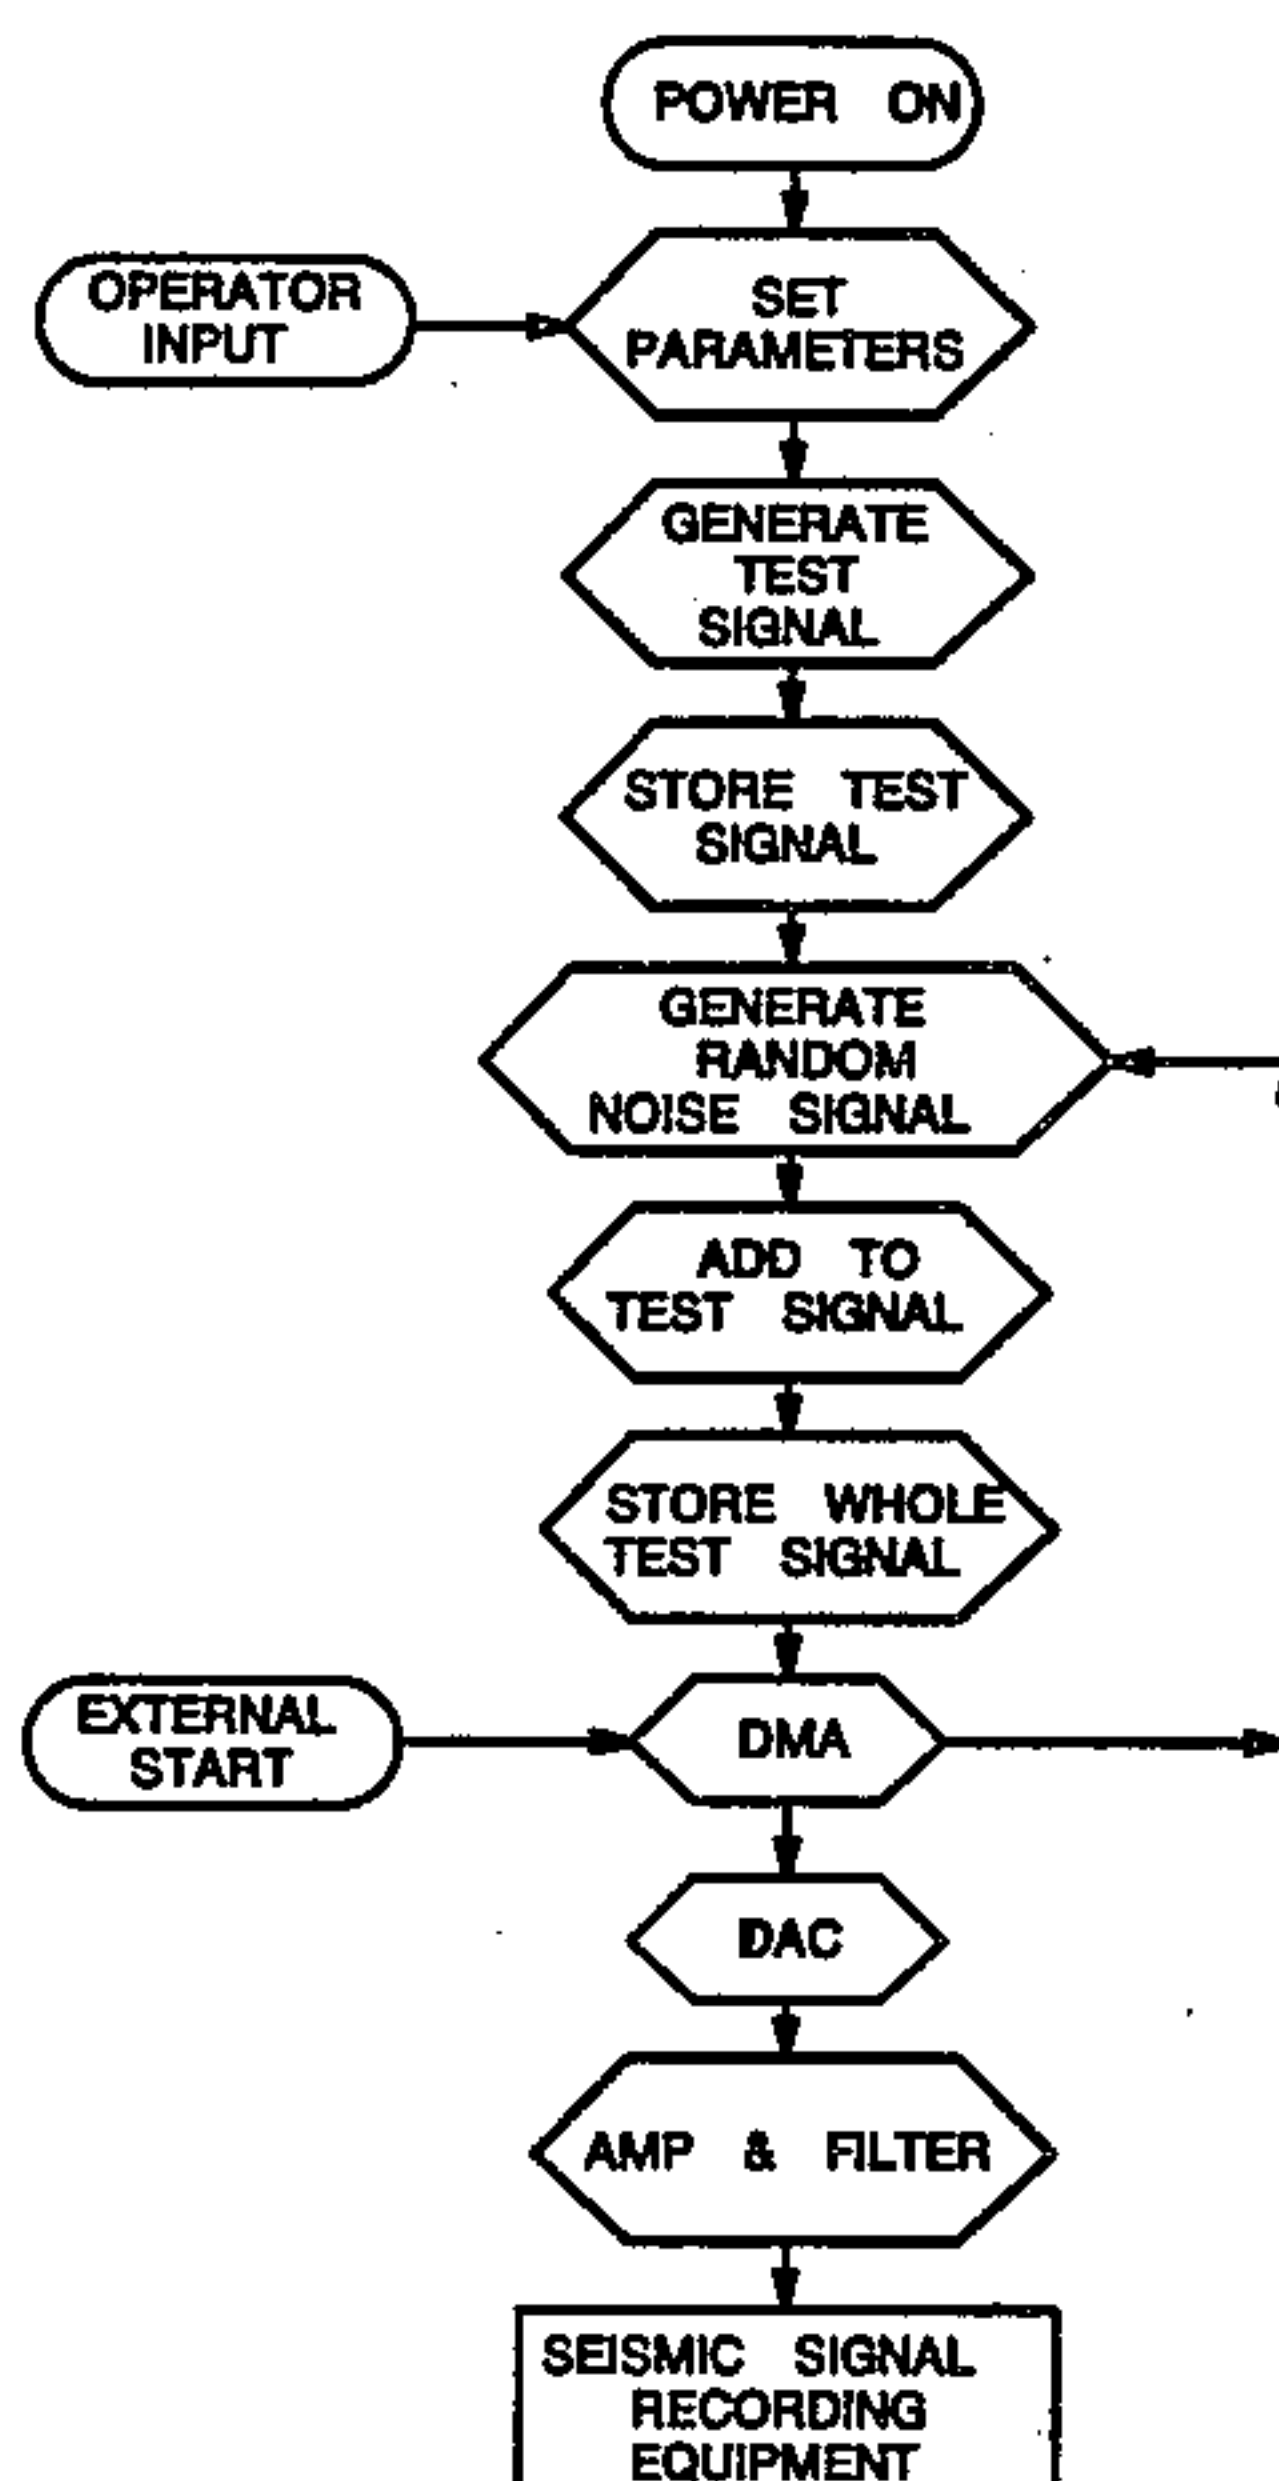 POWER ON
OPERATOR
INPUT
SET
PARAMETERS
GENERATE
TEST
SIGNAL
STORE TEST
SIGNAL
GENERATE
RANDOM
NOISE SIGNAL
ADD TO
TEST SIGNAL
STORE WHOLE
TEST SIGNAL
EXTERNAL
START
DMA
DAC
AMP & FILTER
SEISMIC SIGNAL
RECORDING
EQUIPMENT